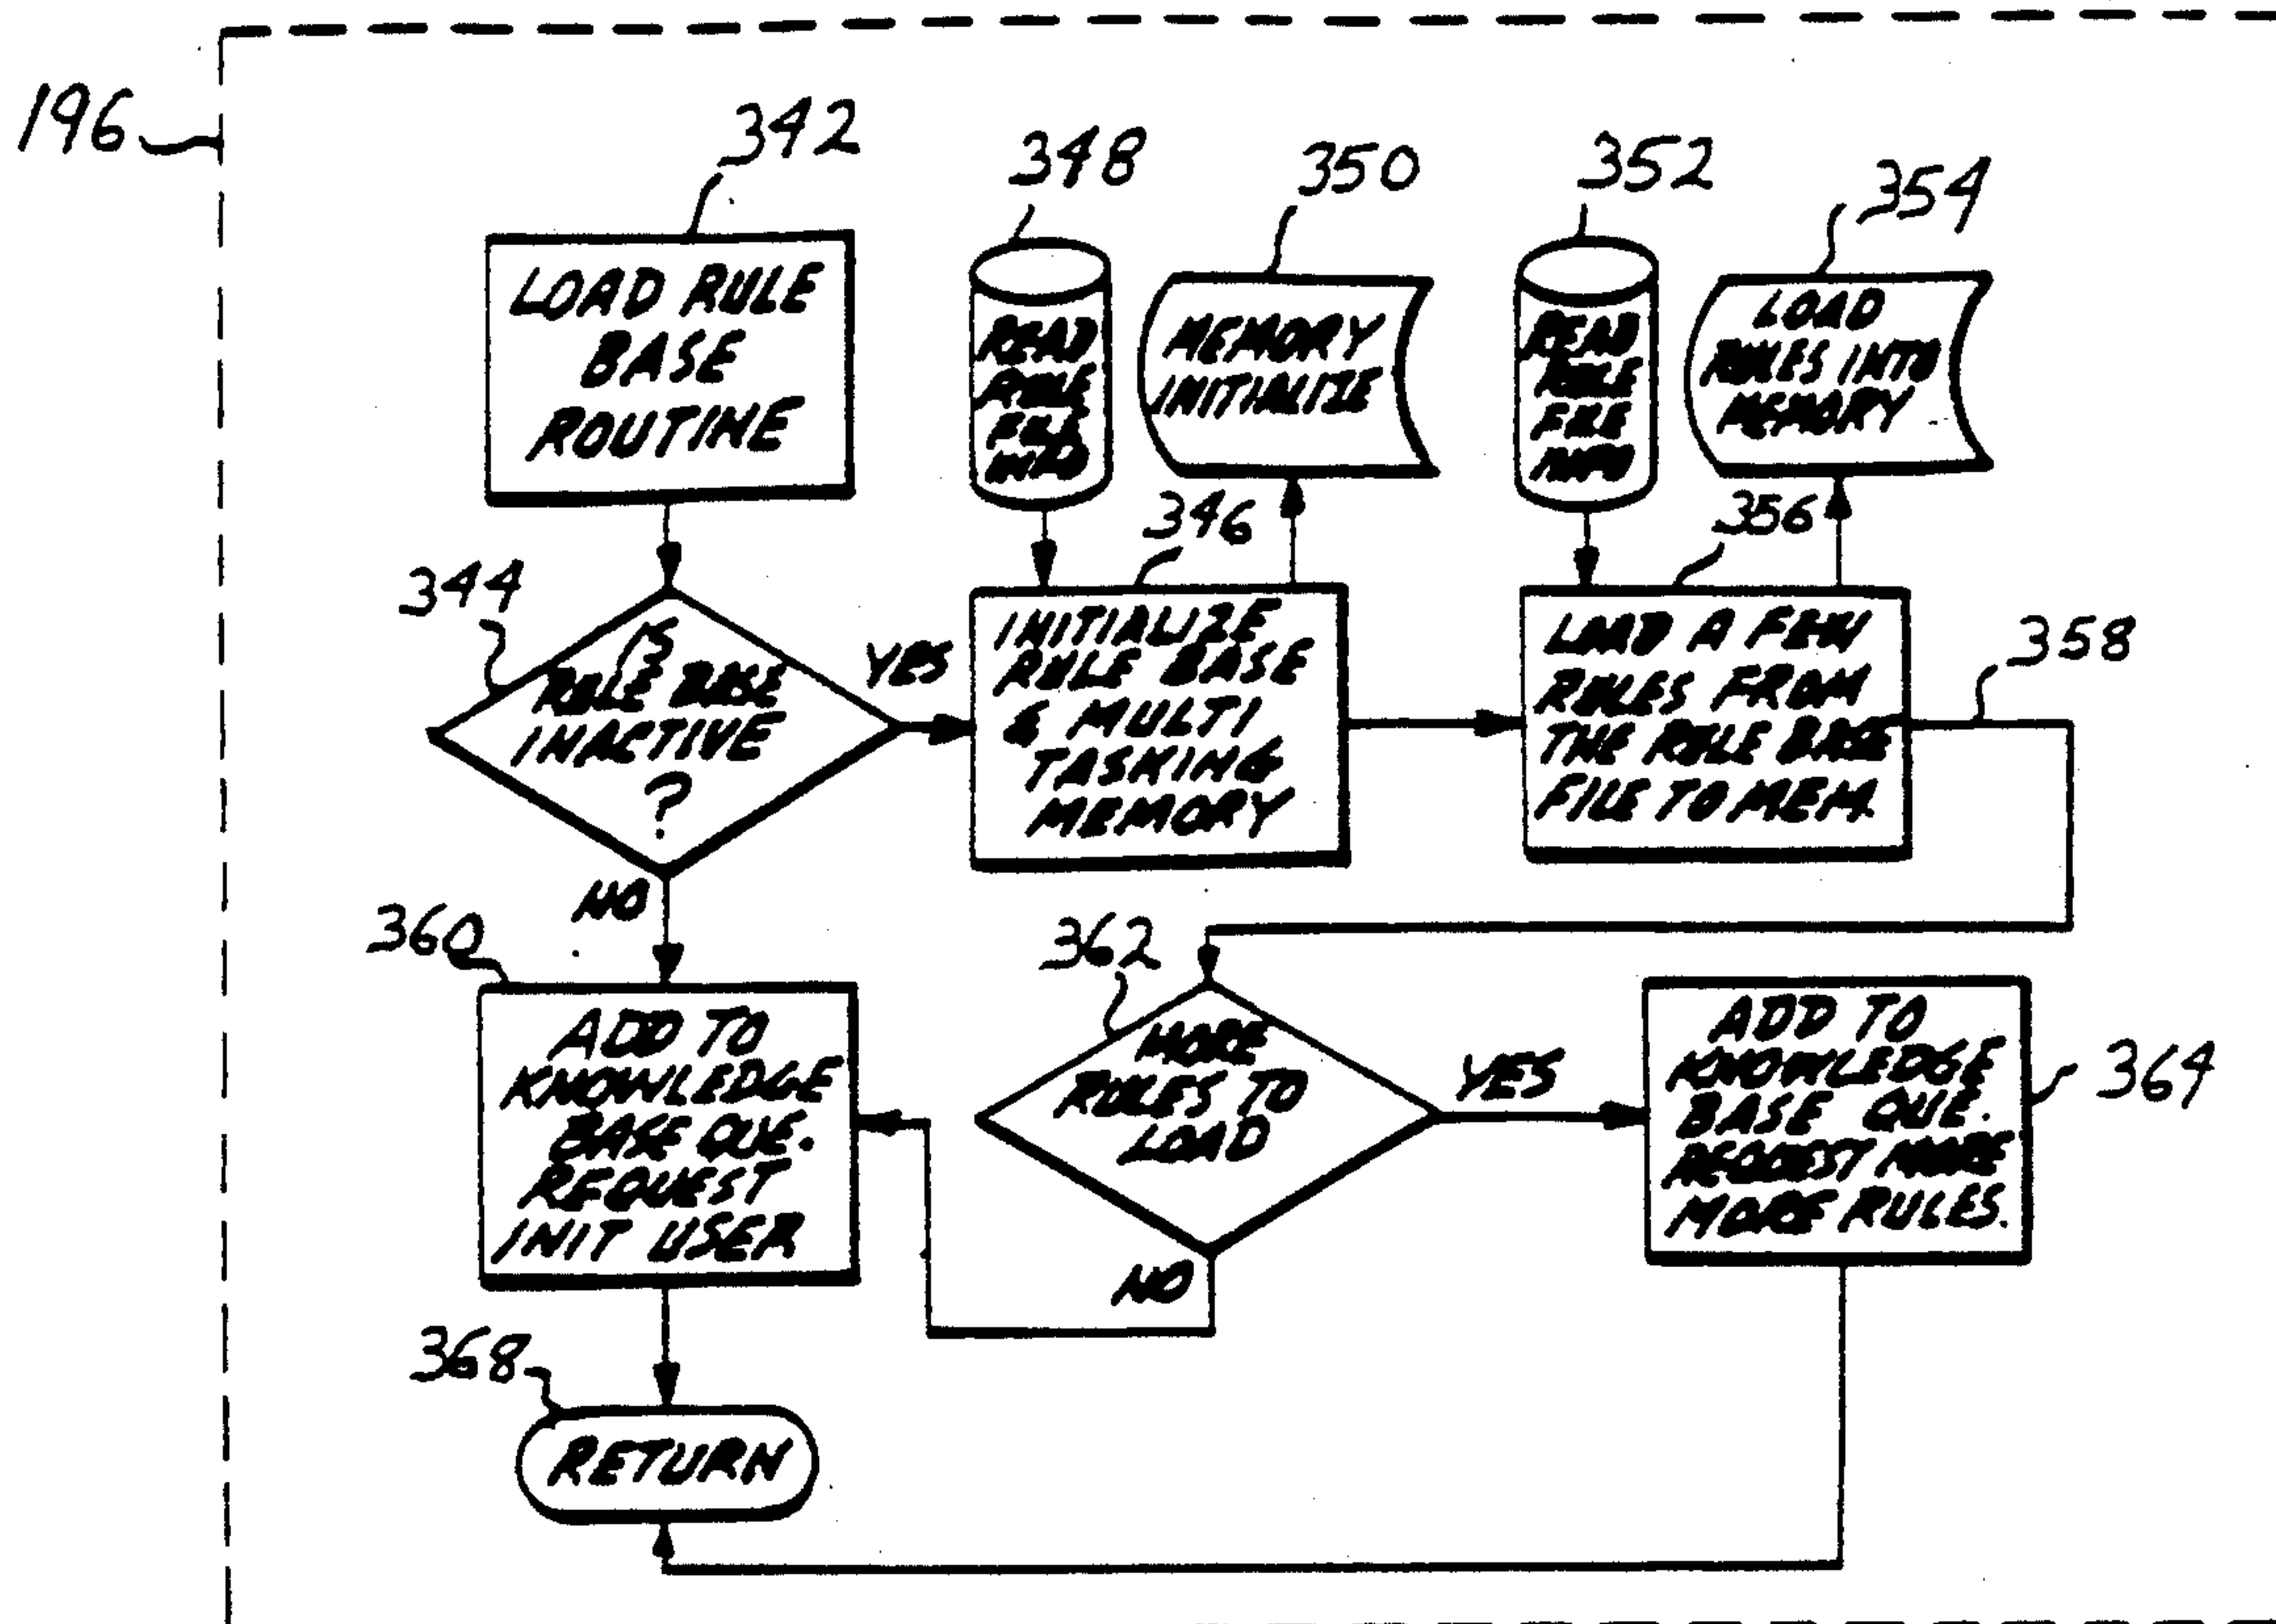 196
342
348
350
352
354
LOAD RULE
BASE
ROUTINE
READ
RULE
FILE
MEMORY
INITIALIZE
READ
RULE
FILE
LOAD
RULES INTO
MEMORY
344
346
356
358
IS
RULE BASE
INACTIVE
?
YES
NO
INITIALIZE
RULE BASE
& MULTI
TASKING
MEMORY
LOAD A FEW
RULES FROM
THE RULE BASE
FILE TO MEM.
360
362
364
ADD TO
KNOWLEDGE
BASE QUE.
REQUEST
INIT USER
MORE
RULES TO
LOAD
YES
NO
ADD TO
KNOWLEDGE
BASE QUE.
REQUEST
MORE RULES.
368
RETURN